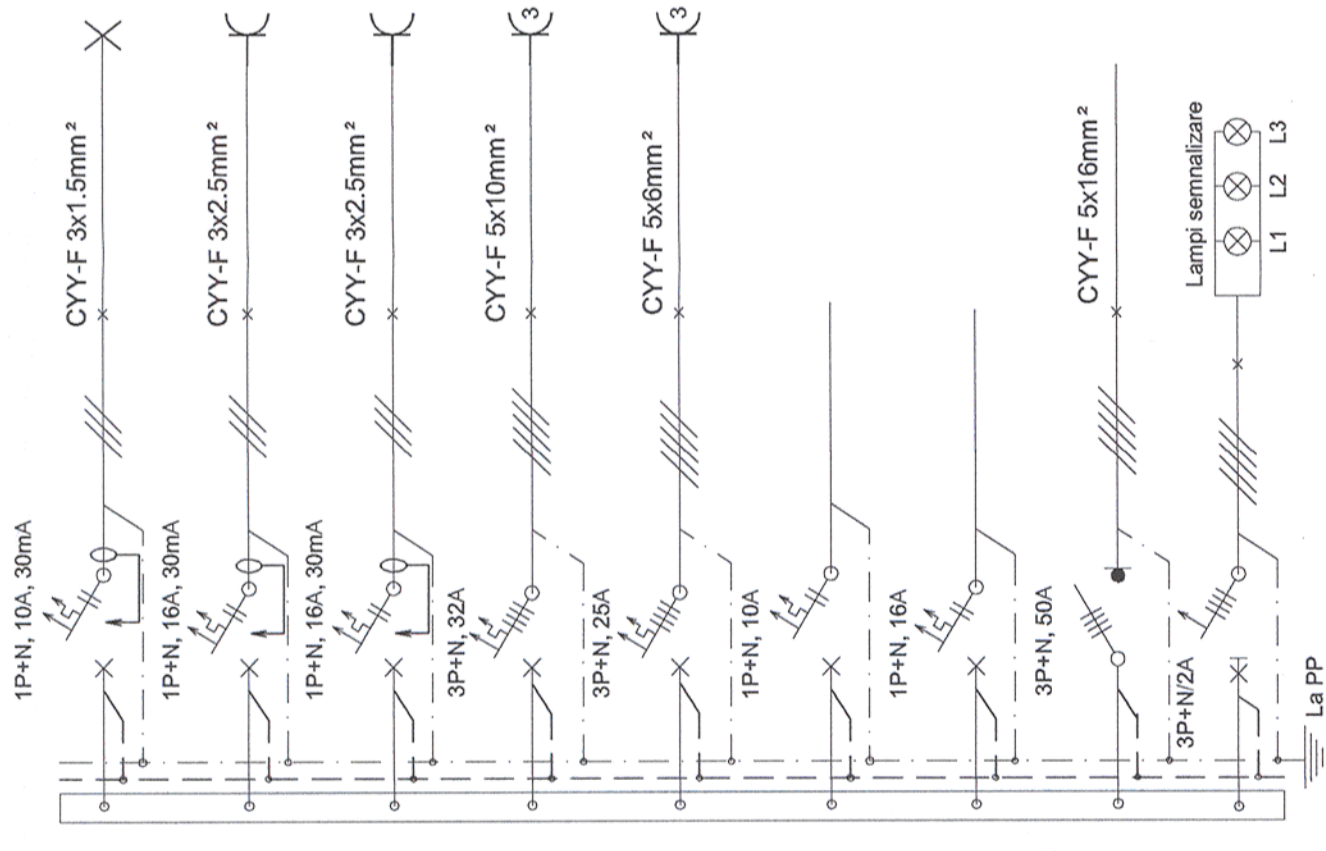 1P+N, 10A, 30mA
CYY-F 3x1.5mm²
1P+N, 16A, 30mA
CYY-F 3x2.5mm²
1P+N, 16A, 30mA
CYY-F 3x2.5mm²
3P+N, 32A
CYY-F 5x10mm²
3
3P+N, 25A
CYY-F 5x6mm²
3
1P+N, 10A
1P+N, 16A
3P+N, 50A
CYY-F 5x16mm²
3P+N/2A
Lampi semnalizare
L1 L2 L3
La PP